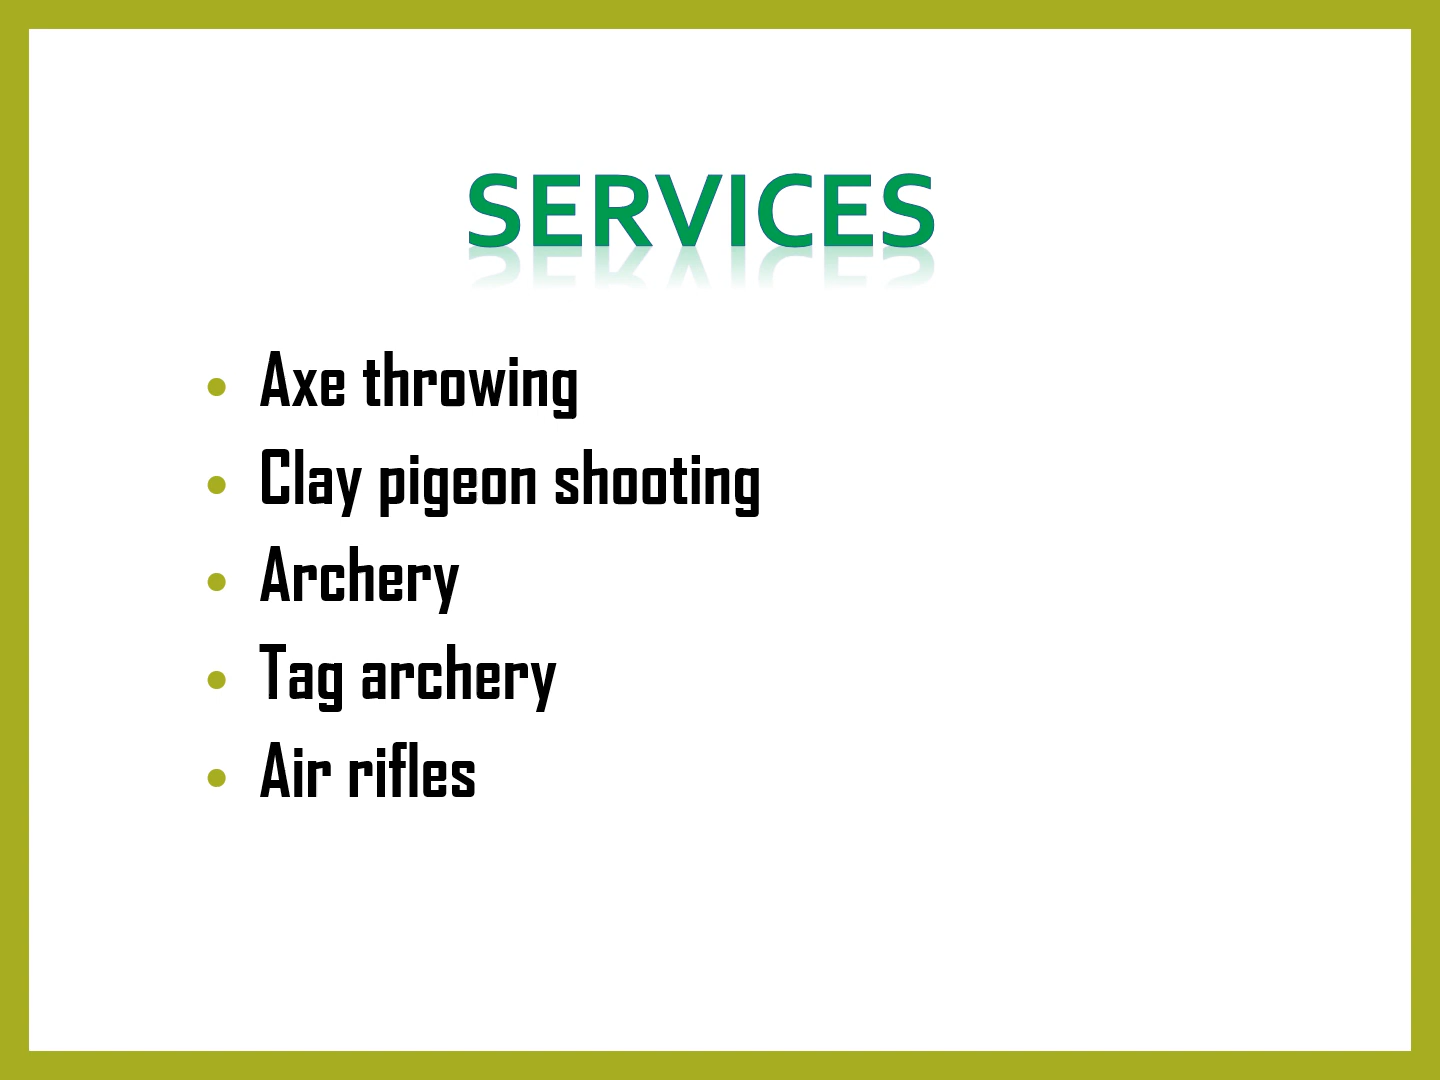 SERVICES
• Axe throwing
• Clay pigeon shooting
• Archery
• Tag archery
• Air rifles